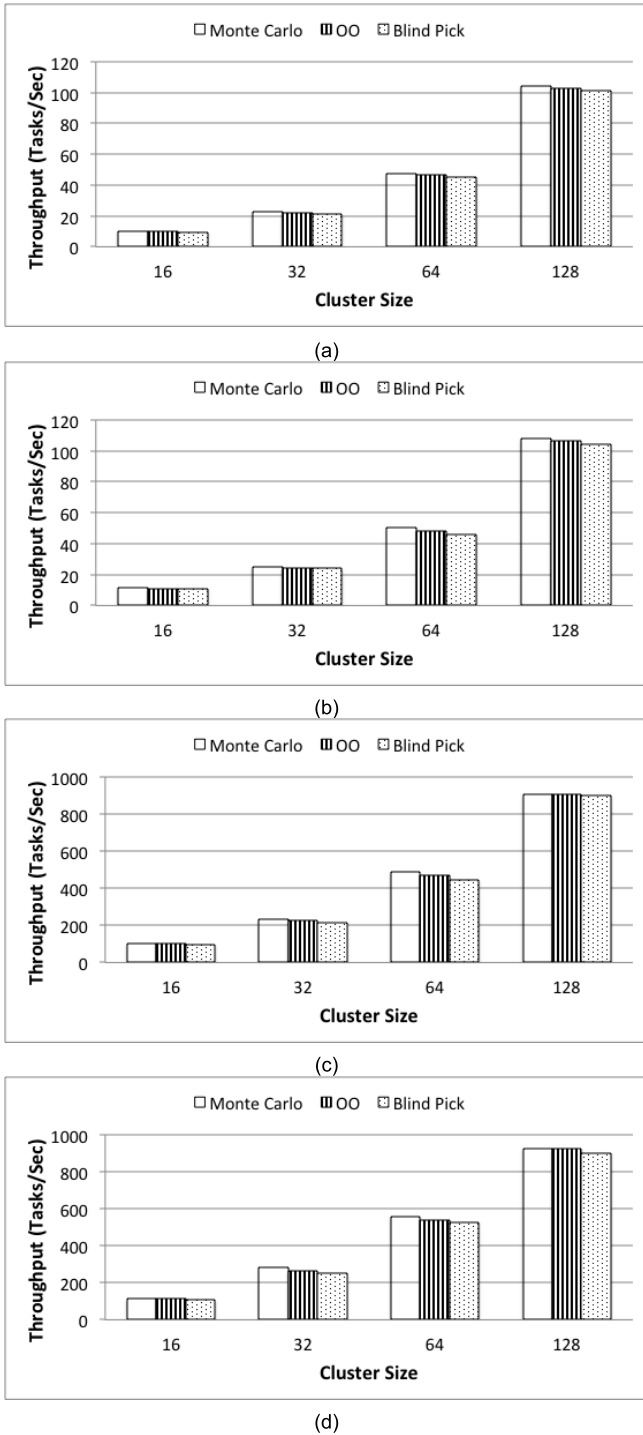 Monte Carlo OO Blind Pick
Throughput (Tasks/Sec)
120
100
80
60
40
20
0
16 32 64 128
Cluster Size
(a)
Monte Carlo OO Blind Pick
Throughput (Tasks/Sec)
120
100
80
60
40
20
0
16 32 64 128
Cluster Size
(b)
Monte Carlo OO Blind Pick
Throughput (Tasks/Sec)
1000
800
600
400
200
0
16 32 64 128
Cluster Size
(c)
Monte Carlo OO Blind Pick
Throughput (Tasks/Sec)
1000
800
600
400
200
0
16 32 64 128
Cluster Size
(d)